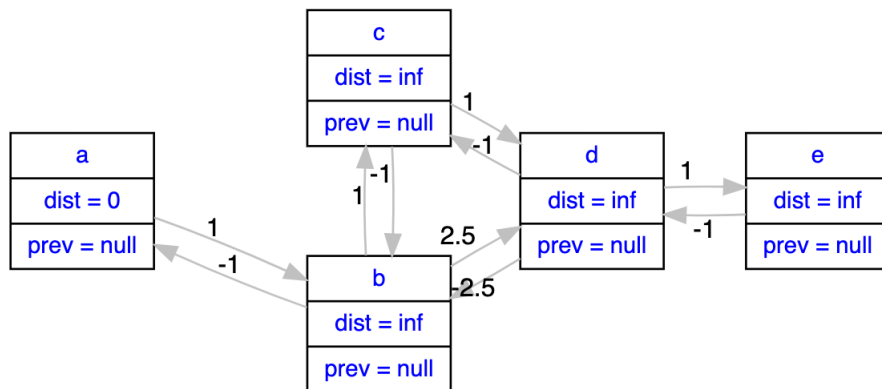 c
dist = inf
prev = null
a
dist = 0
prev = null
d
dist = inf
prev = null
e
dist = inf
prev = null
b
dist = inf
prev = null
1
-1
1
-1
1
-1
2.5
-2.5
1
-1